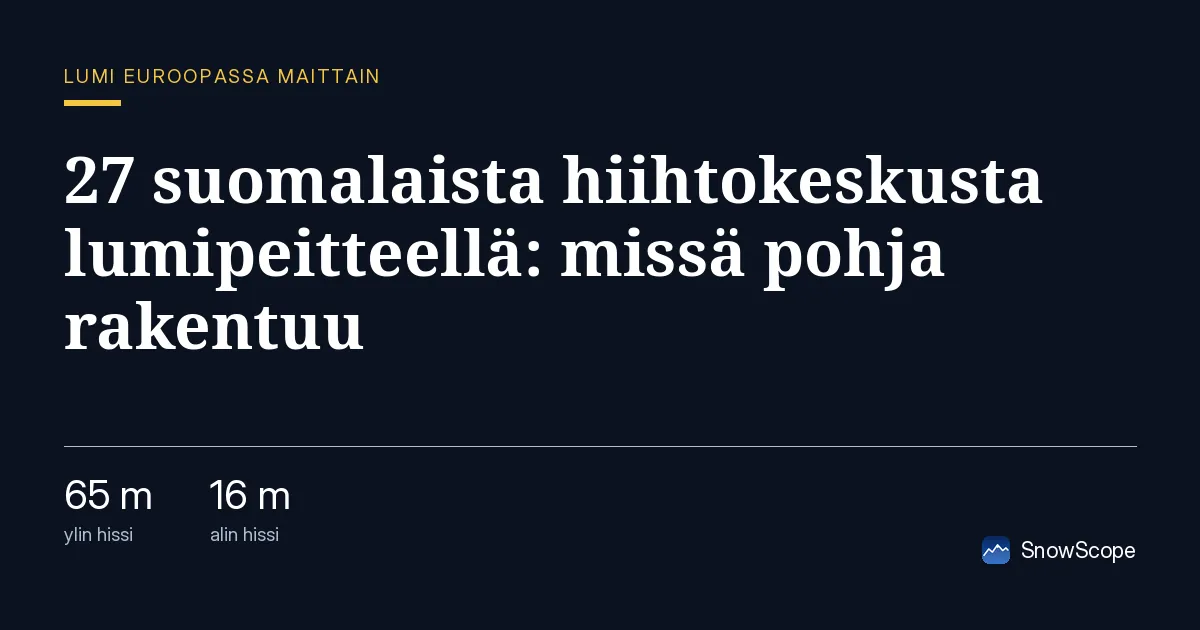 LUMI EUROOPASSA MAITTAIN
27 suomalaista hiihtokeskusta
lumipeitteellä: missä pohja
rakentuu
65 m
ylin hissi
16 m
alin hissi
SnowScope